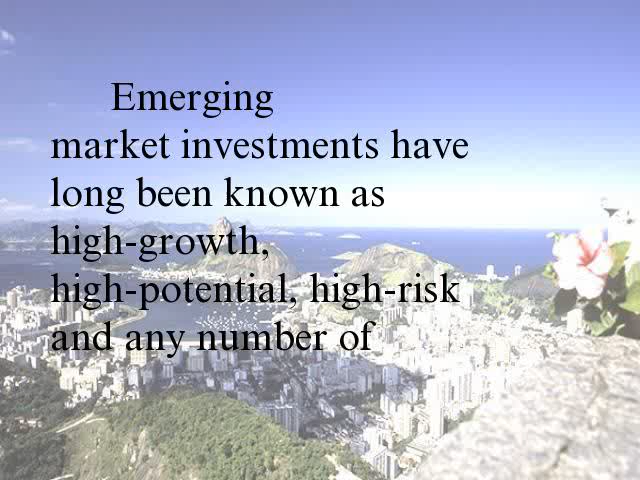 Emerging
market investments have
long been known as
high-growth,
high-potential, high-risk
and any number of